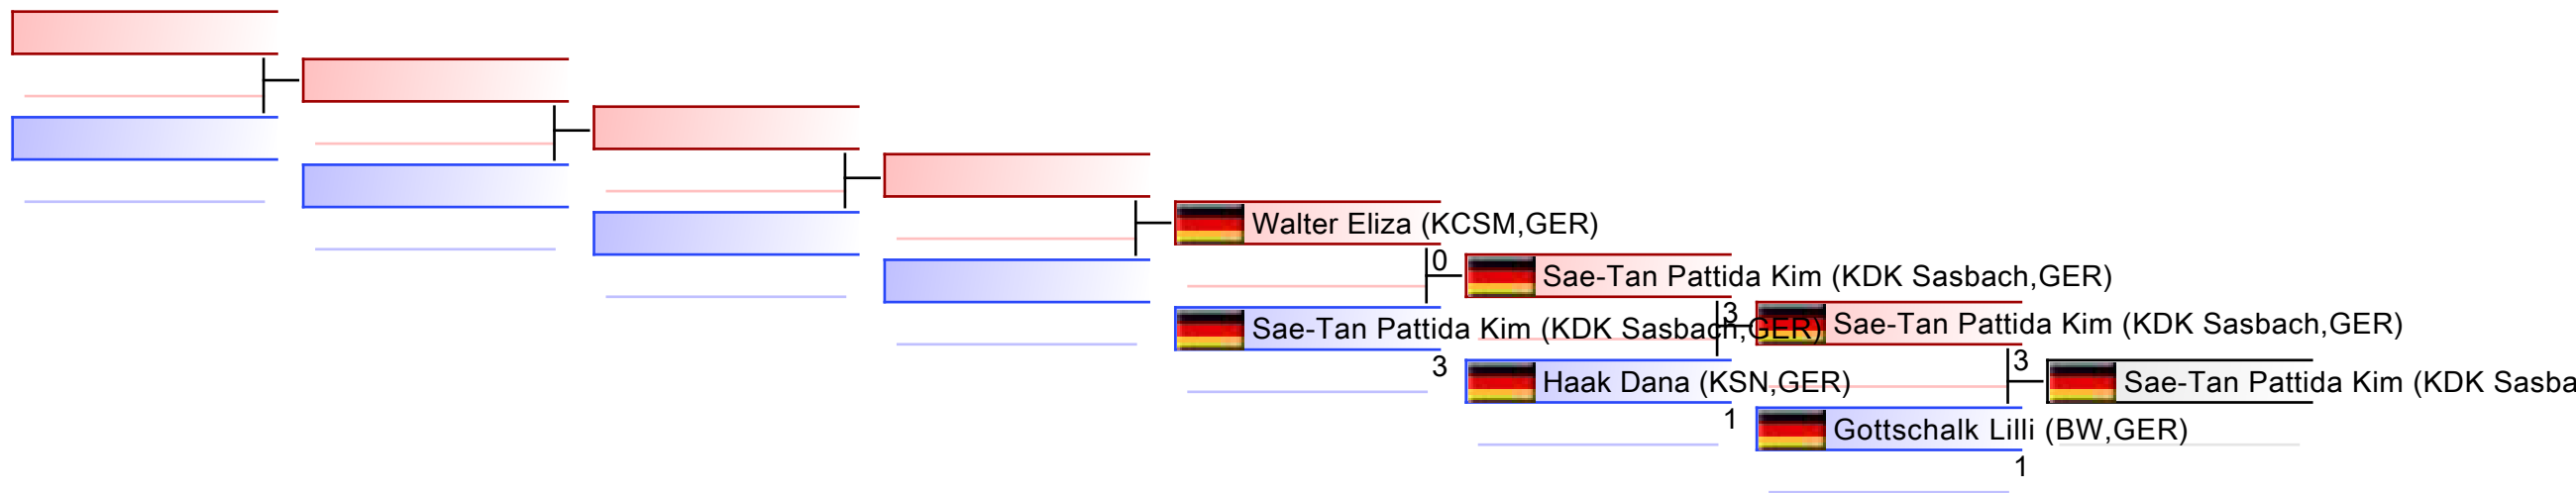 Walter Eliza (KCSM,GER)
0
Sae-Tan Pattida Kim (KDK Sasbach,GER)
3
Sae-Tan Pattida Kim (KDK Sasbach,GER)
3
Haak Dana (KSN,GER)
1
Sae-Tan Pattida Kim (KDK Sasbach,GER)
3
Gottschalk Lilli (BW,GER)
1
Sae-Tan Pattida Kim (KDK Sasba